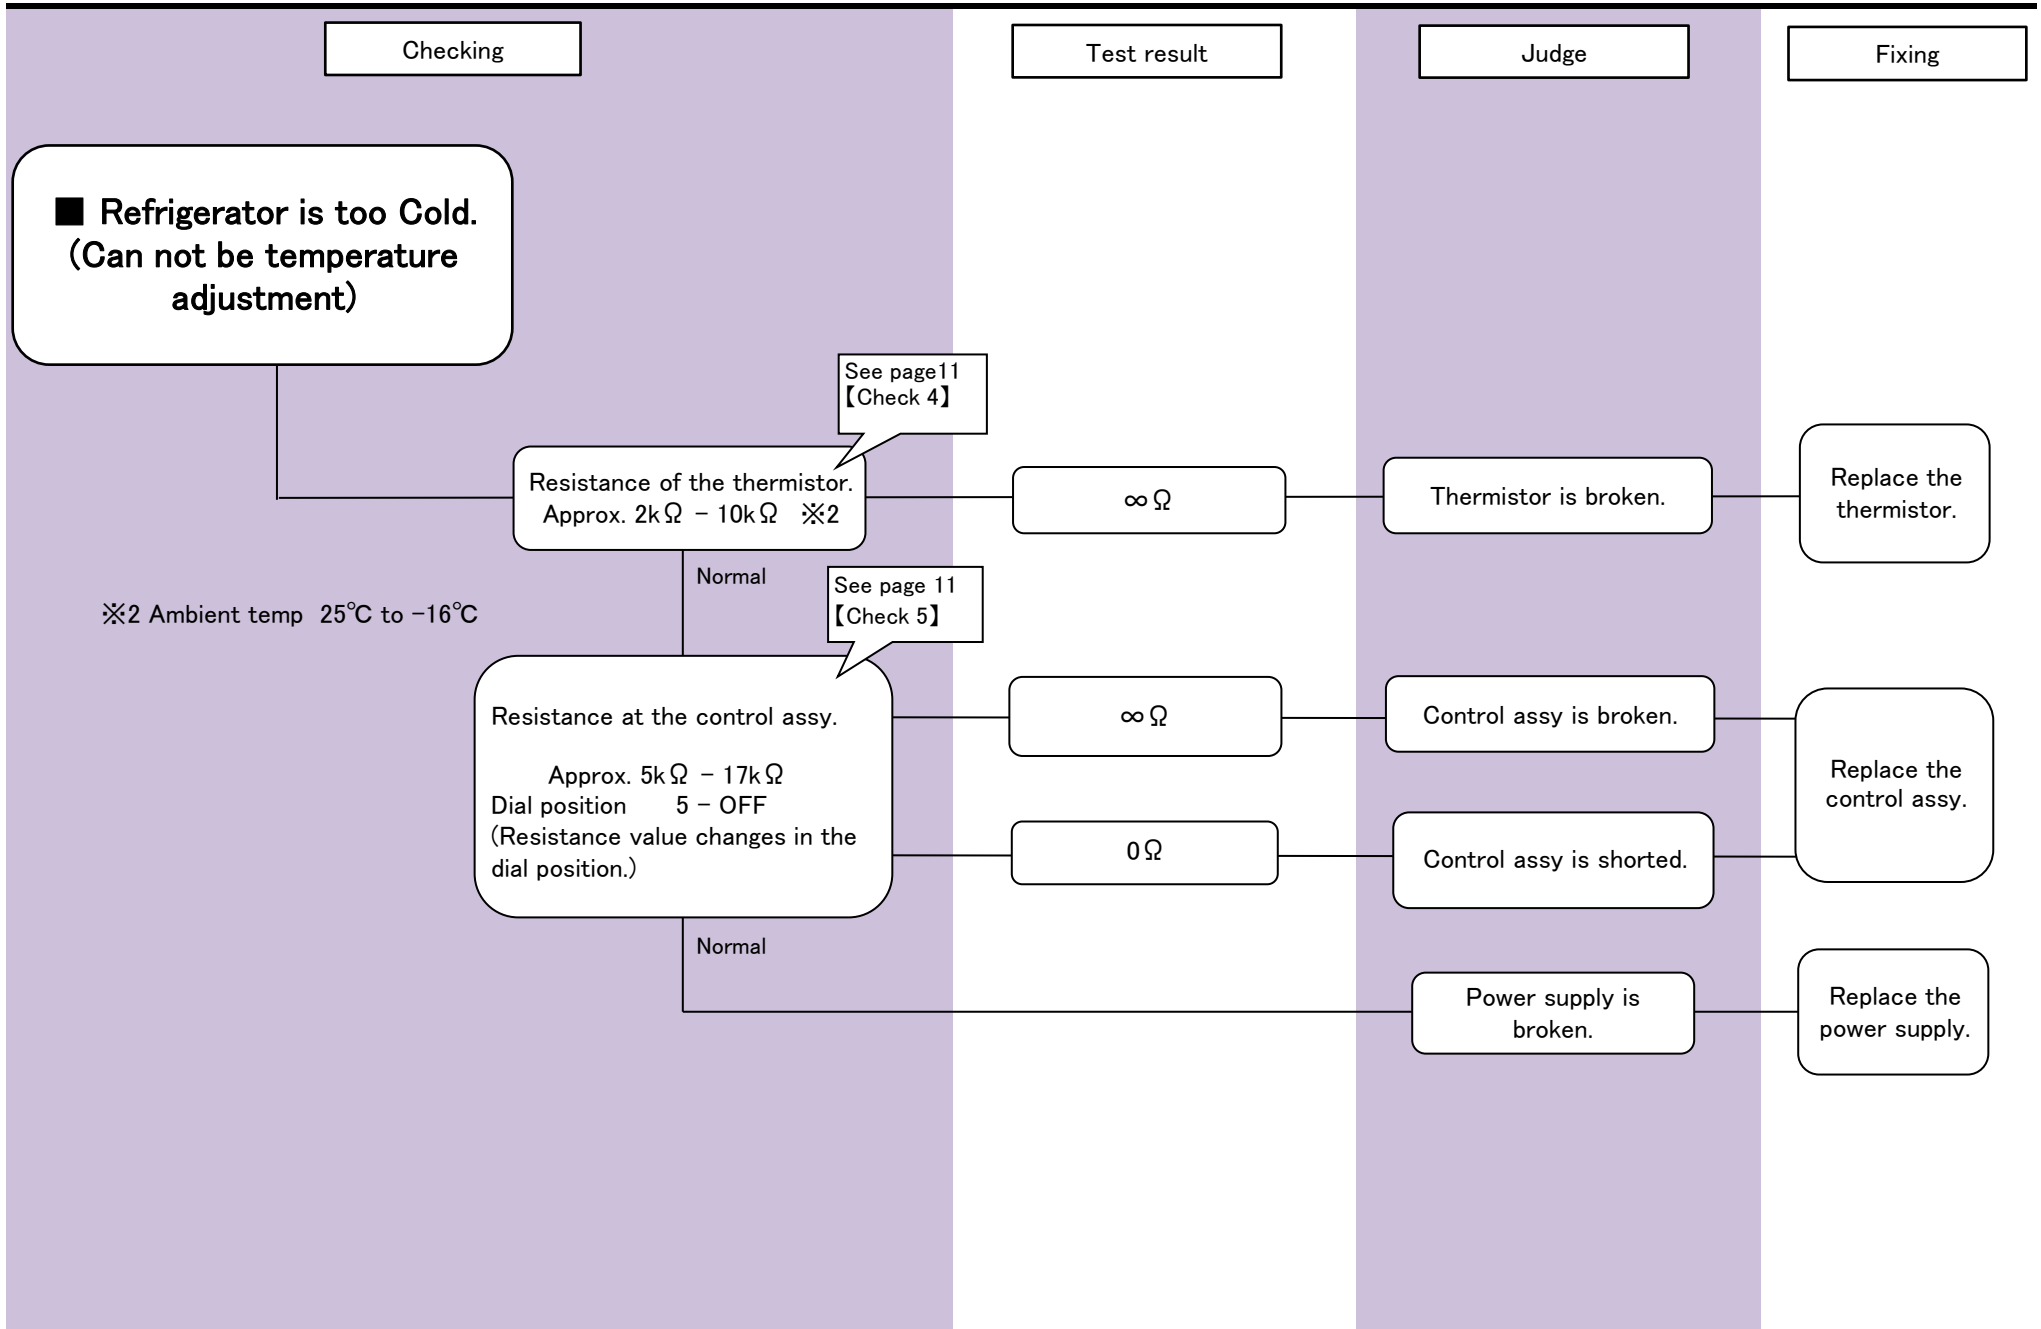 Checking
Test result
Judge
Fixing
■ Refrigerator is too Cold.
(Can not be temperature
adjustment)
See page11
【Check 4】
Resistance of the thermistor.
Approx. 2kΩ - 10kΩ ※2
∞Ω
Thermistor is broken.
Replace the
thermistor.
Normal
※2 Ambient temp 25℃ to -16℃
See page 11
【Check 5】
Resistance at the control assy.
Approx. 5kΩ - 17kΩ
Dial position 5 - OFF
(Resistance value changes in the
dial position.)
∞Ω
Control assy is broken.
0Ω
Control assy is shorted.
Replace the
control assy.
Normal
Power supply is
broken.
Replace the
power supply.